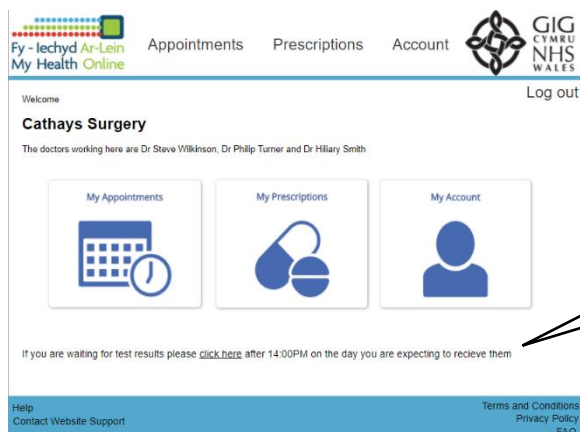 Fy - Iechyd Ar-Lein
My Health Online
Appointments Prescriptions Account
GIG
CYMRU
NHS
WALES
Log out
Welcome
Cathays Surgery
The doctors working here are Dr Steve Wilkinson, Dr Philip Turner and Dr Hiliary Smith
My Appointments
My Prescriptions
My Account
If you are waiting for test results please click here after 14:00PM on the day you are expecting to recieve them
Help
Contact Website Support
Terms and Conditions
Privacy Policy
FAQ